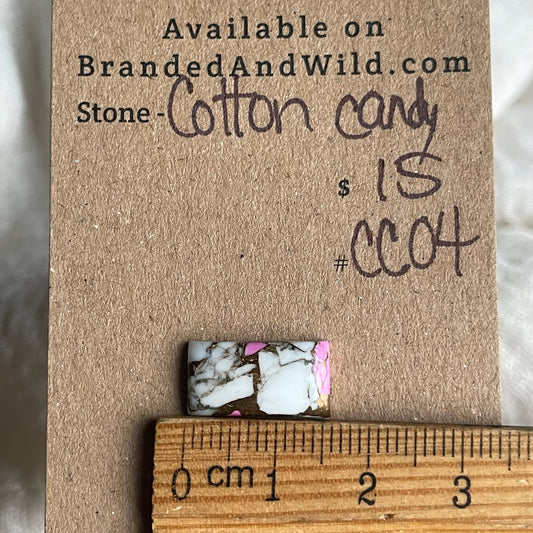 Available on
BrandedAndWild.com
Stone - Cotton candy
$ 15
# CC04
0 cm 1 2 3